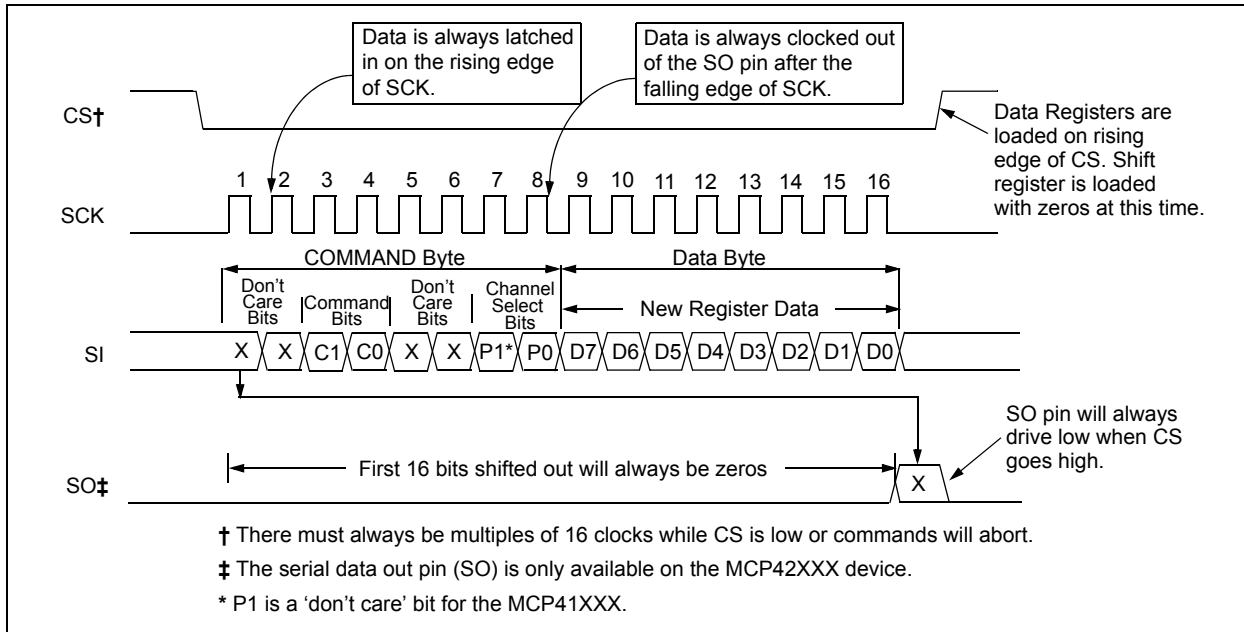 Data is always latched
in on the rising edge
of SCK.
Data is always clocked out
of the SO pin after the
falling edge of SCK.
CS†
Data Registers are
loaded on rising
edge of CS. Shift
register is loaded
with zeros at this time.
1 2 3 4 5 6 7 8 9 10 11 12 13 14 15 16
SCK
COMMAND Byte
Data Byte
Don't
Care
Bits
Command
Bits
Don't
Care
Bits
Channel
Select
Bits
New Register Data
SI
X X C1 C0 X X P1* P0 D7 D6 D5 D4 D3 D2 D1 D0
SO pin will always
drive low when CS
goes high.
First 16 bits shifted out will always be zeros
X
SO‡
† There must always be multiples of 16 clocks while CS is low or commands will abort.
‡ The serial data out pin (SO) is only available on the MCP42XXX device.
* P1 is a ‘don’t care’ bit for the MCP41XXX.